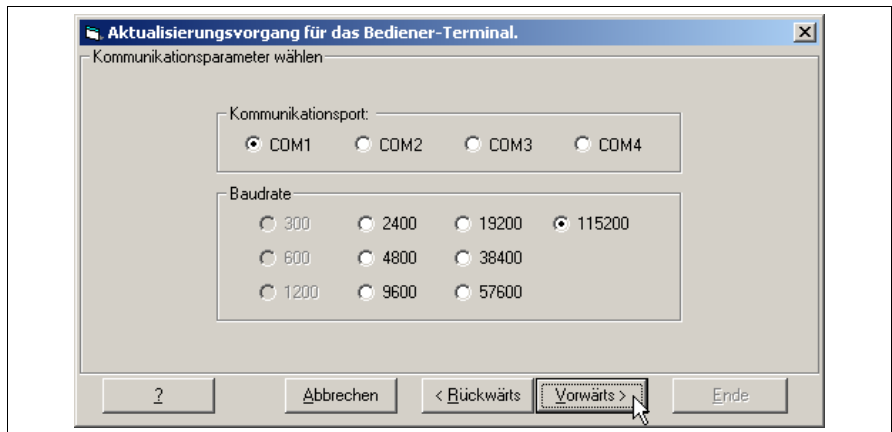 Aktualisierungsvorgang für das Bediener-Terminal.
Kommunikationsparameter wählen
Kommunikationsport:
COM1 COM2 COM3 COM4
Baudrate
300 2400 19200 115200
600 4800 38400
1200 9600 57600
? Abbrechen < Rückwärts Vorwärts > Ende